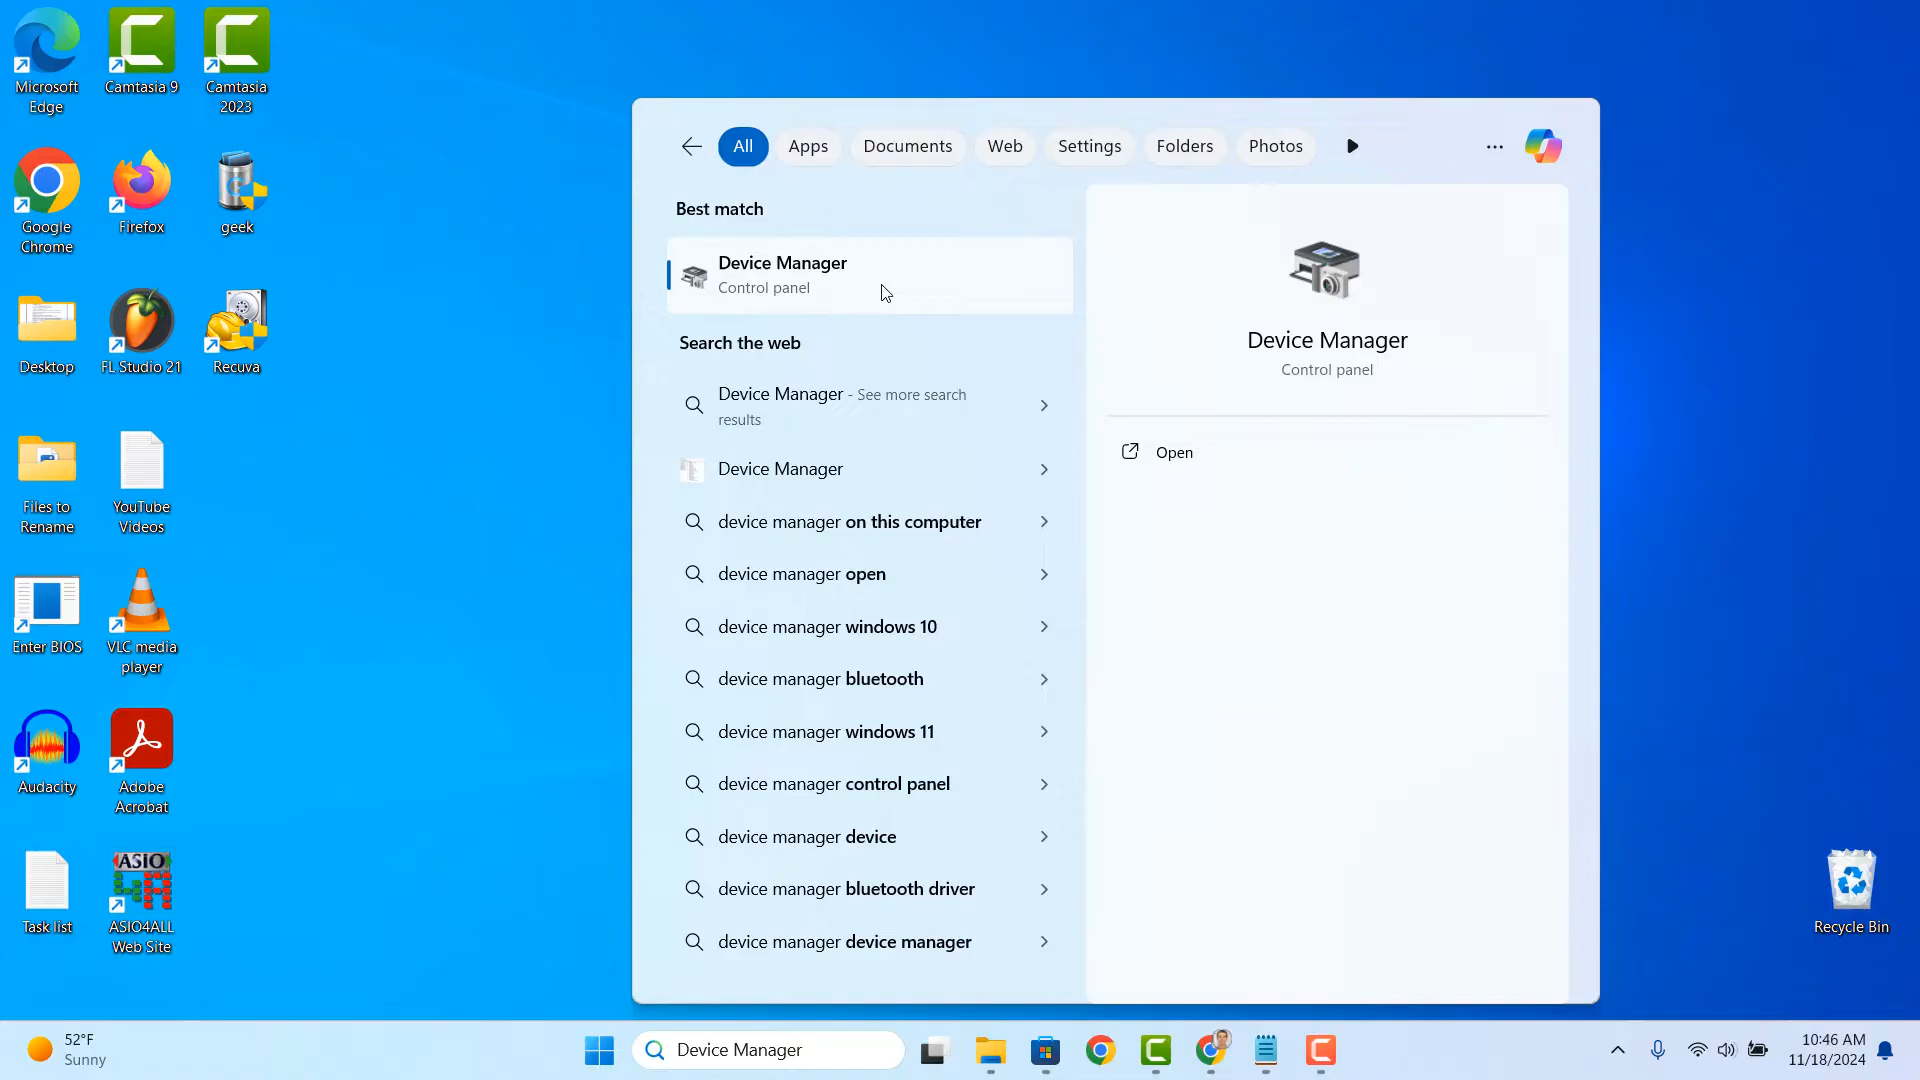 Microsoft
Edge
Camtasia 9
Camtasia
2023
Google
Chrome
Firefox
geek
Desktop
FL Studio 21
Recuva
Files to
Rename
YouTube
Videos
Enter BIOS
VLC media
player
Audacity
Adobe
Acrobat
Task list
ASIO
ASIO4ALL
Web Site
All
Apps
Documents
Web
Settings
Folders
Photos
Best match
Device Manager
Control panel
Search the web
Device Manager - See more search
results
Device Manager
device manager on this computer
device manager open
device manager windows 10
device manager bluetooth
device manager windows 11
device manager control panel
device manager device
device manager bluetooth driver
device manager device manager
Device Manager
Control panel
Open
Recycle Bin
52°F
Sunny
Device Manager
10:46 AM
11/18/2024